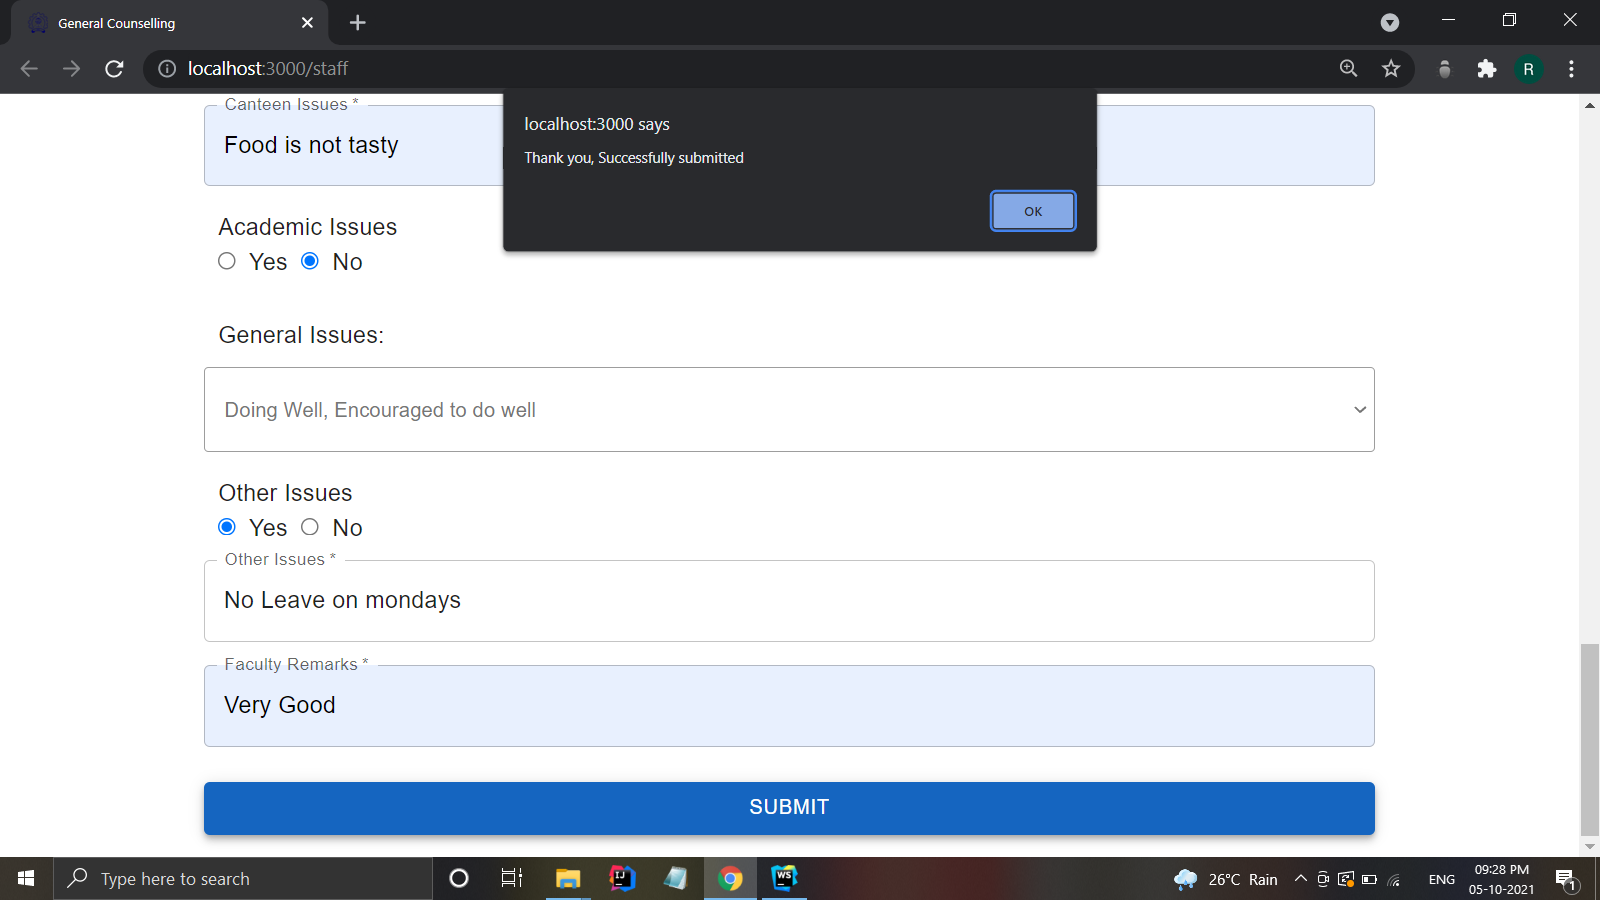 General Counselling
localhost:3000/staff
R
localhost:3000 says
Thank you, Successfully submitted
OK
Canteen Issues *
Food is not tasty
Academic Issues
Yes No
General Issues:
Doing Well, Encouraged to do well
Other Issues
Yes No
Other Issues *
No Leave on mondays
Faculty Remarks *
Very Good
SUBMIT
Type here to search
IJ
WS
26°C Rain
ENG
09:28 PM
05-10-2021
1